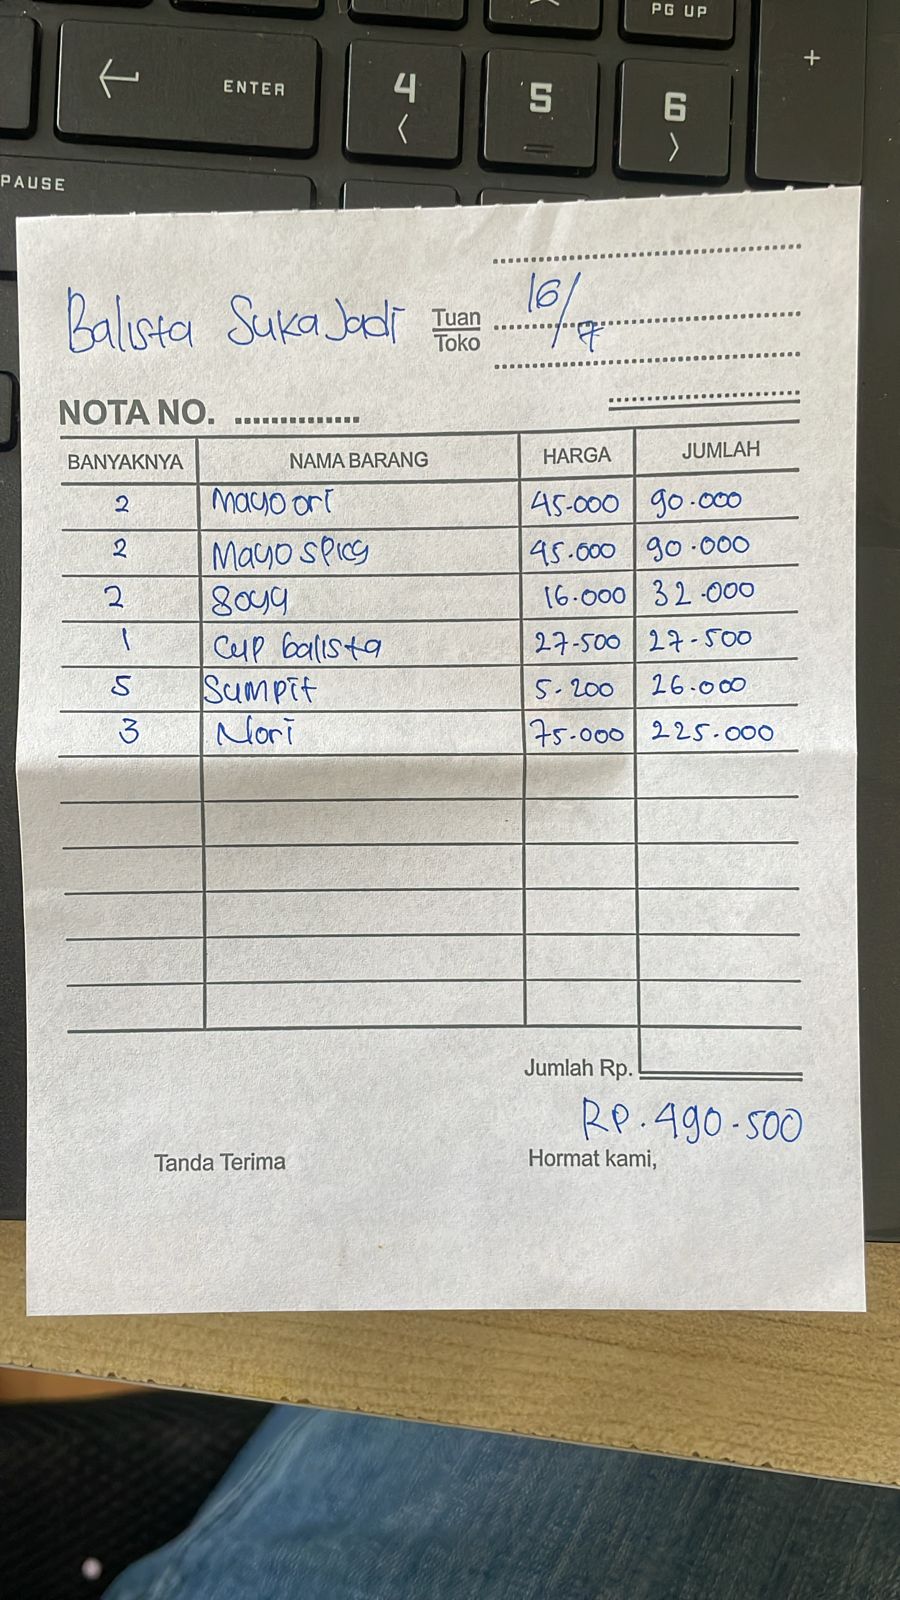 PG UP
+
ENTER
4
5
6
PAUSE
16/7
Balista Sukajadi
Tuan
Toko
NOTA NO. ..............
BANYAKNYA NAMA BARANG HARGA JUMLAH
2 Mayo ori 45.000 90.000
2 Mayo spicy 45.000 90.000
2 Soya 16.000 32.000
1 Cup balista 27.500 27.500
5 Sumpit 5.200 26.000
3 Nori 75.000 225.000
Jumlah Rp.
RP. 490.500
Tanda Terima Hormat kami,